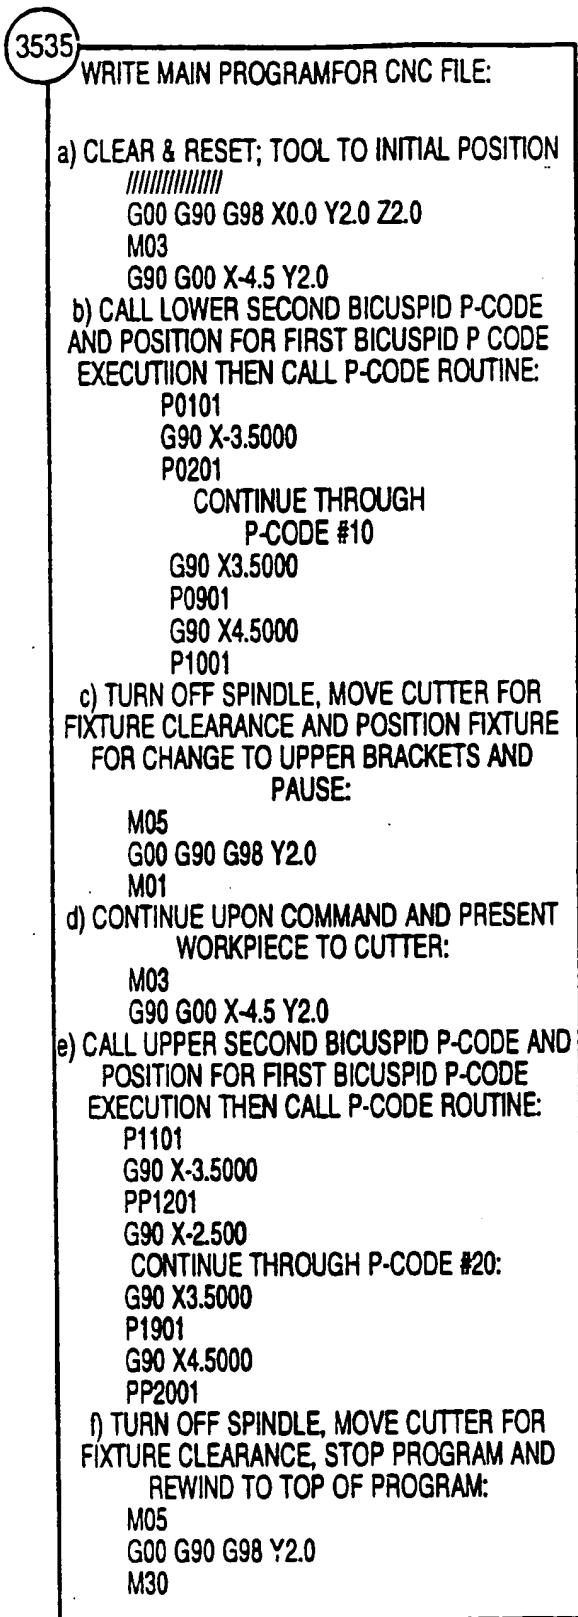 3535
WRITE MAIN PROGRAMFOR CNC FILE:
a) CLEAR & RESET; TOOL TO INITIAL POSITION
/////////////////
G00 G90 G98 X0.0 Y2.0 Z2.0
M03
G90 G00 X-4.5 Y2.0
b) CALL LOWER SECOND BICUSPID P-CODE
AND POSITION FOR FIRST BICUSPID P CODE
EXECUTIION THEN CALL P-CODE ROUTINE:
P0101
G90 X-3.5000
P0201
CONTINUE THROUGH
P-CODE #10
G90 X3.5000
P0901
G90 X4.5000
P1001
c) TURN OFF SPINDLE, MOVE CUTTER FOR
FIXTURE CLEARANCE AND POSITION FIXTURE
FOR CHANGE TO UPPER BRACKETS AND
PAUSE:
M05
G00 G90 G98 Y2.0
M01
d) CONTINUE UPON COMMAND AND PRESENT
WORKPIECE TO CUTTER:
M03
G90 G00 X-4.5 Y2.0
e) CALL UPPER SECOND BICUSPID P-CODE AND
POSITION FOR FIRST BICUSPID P-CODE
EXECUTION THEN CALL P-CODE ROUTINE:
P1101
G90 X-3.5000
PP1201
G90 X-2.500
CONTINUE THROUGH P-CODE #20:
G90 X3.5000
P1901
G90 X4.5000
PP2001
f) TURN OFF SPINDLE, MOVE CUTTER FOR
FIXTURE CLEARANCE, STOP PROGRAM AND
REWIND TO TOP OF PROGRAM:
M05
G00 G90 G98 Y2.0
M30